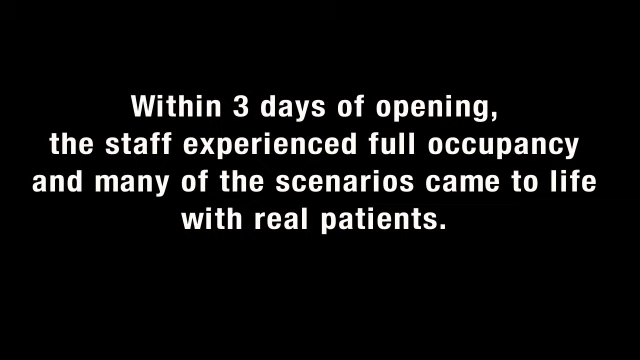 Within 3 days of opening,
the staff experienced full occupancy
and many of the scenarios came to life
with real patients.